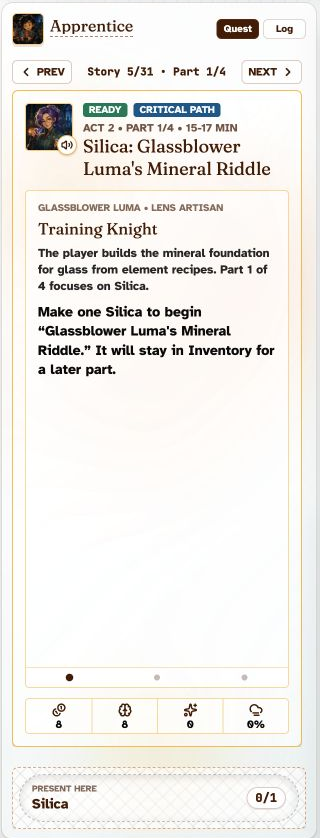 Apprentice
Quest
Log
PREV
Story 5/31 • Part 1/4
NEXT
READY
CRITICAL PATH
ACT 2 • PART 1/4 • 15-17 MIN
Silica: Glassblower
Luma's Mineral Riddle
GLASSBLOWER LUMA • LENS ARTISAN
Training Knight
The player builds the mineral foundation
for glass from element recipes. Part 1 of
4 focuses on Silica.
Make one Silica to begin
“Glassblower Luma's Mineral
Riddle.” It will stay in Inventory for
a later part.
8
8
0
0%
PRESENT HERE
Silica
0/1